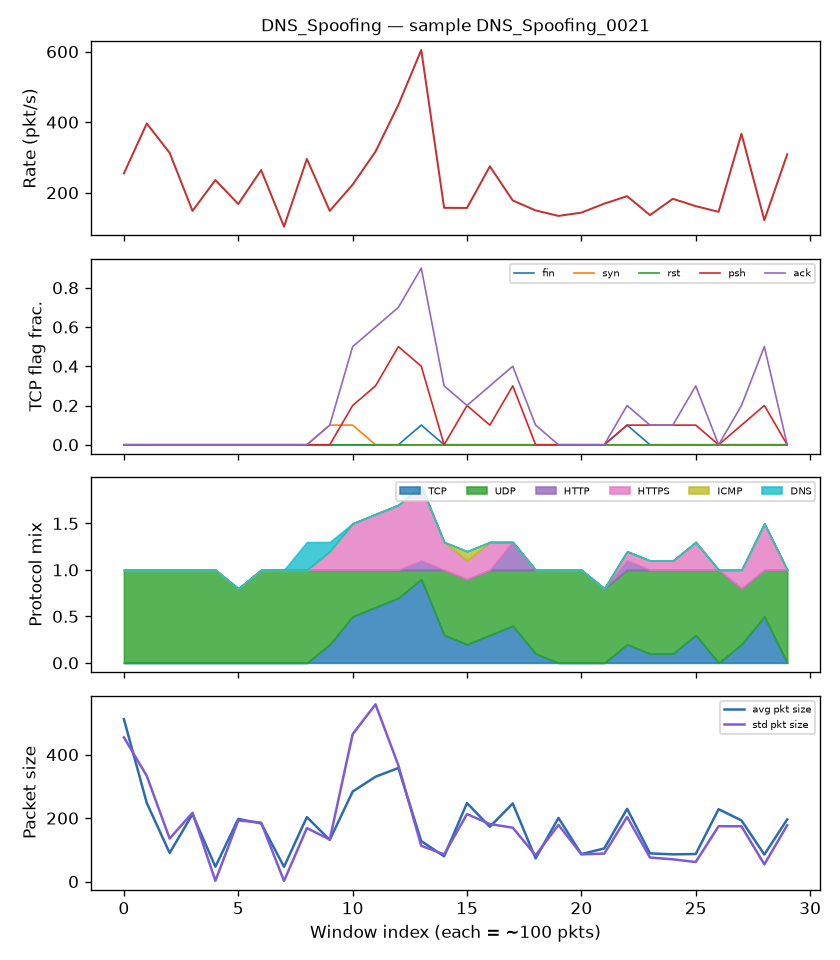 DNS_Spoofing — sample DNS_Spoofing_0021
Rate (pkt/s)
600
400
200
TCP flag frac.
0.8
0.6
0.4
0.2
0.0
fin syn rst psh ack
Protocol mix
1.5
1.0
0.5
0.0
TCP UDP HTTP HTTPS ICMP DNS
Packet size
400
200
0
avg pkt size
std pkt size
0 5 10 15 20 25 30
Window index (each = ~100 pkts)